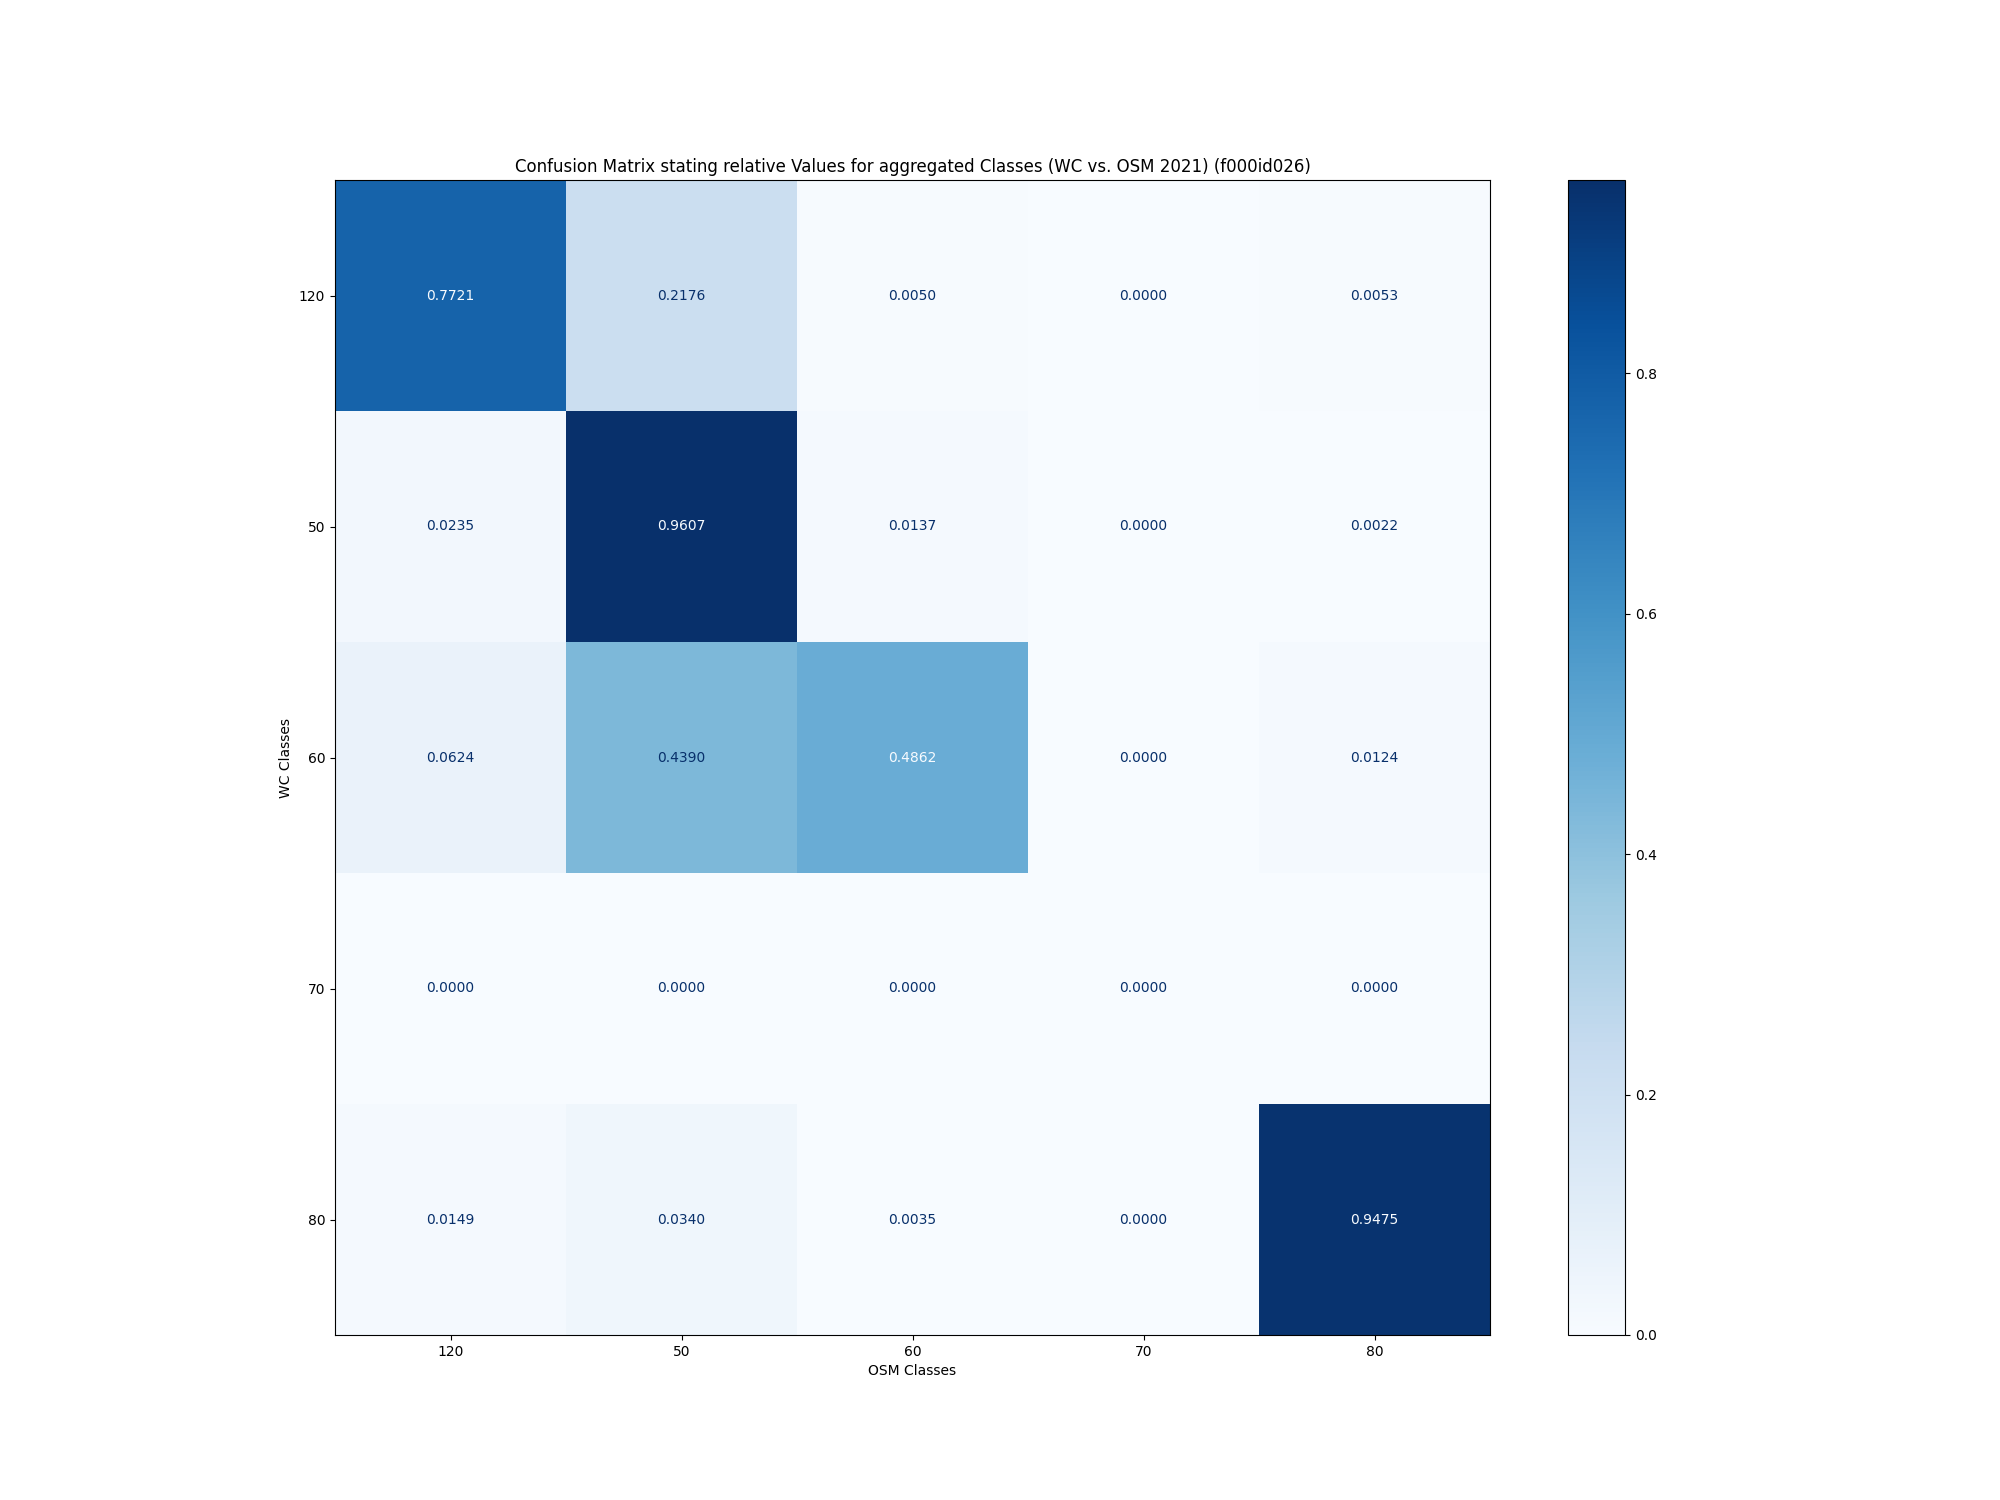 Confusion Matrix stating relative Values for aggregated Classes (WC vs. OSM 2021) (f000id026)
120 0.7721 0.2176 0.0050 0.0000 0.0053
50 0.0235 0.9607 0.0137 0.0000 0.0022
60 0.0624 0.4390 0.4862 0.0000 0.0124
70 0.0000 0.0000 0.0000 0.0000 0.0000
80 0.0149 0.0340 0.0035 0.0000 0.9475
WC Classes
120 50 60 70 80
OSM Classes
0.8
0.6
0.4
0.2
0.0